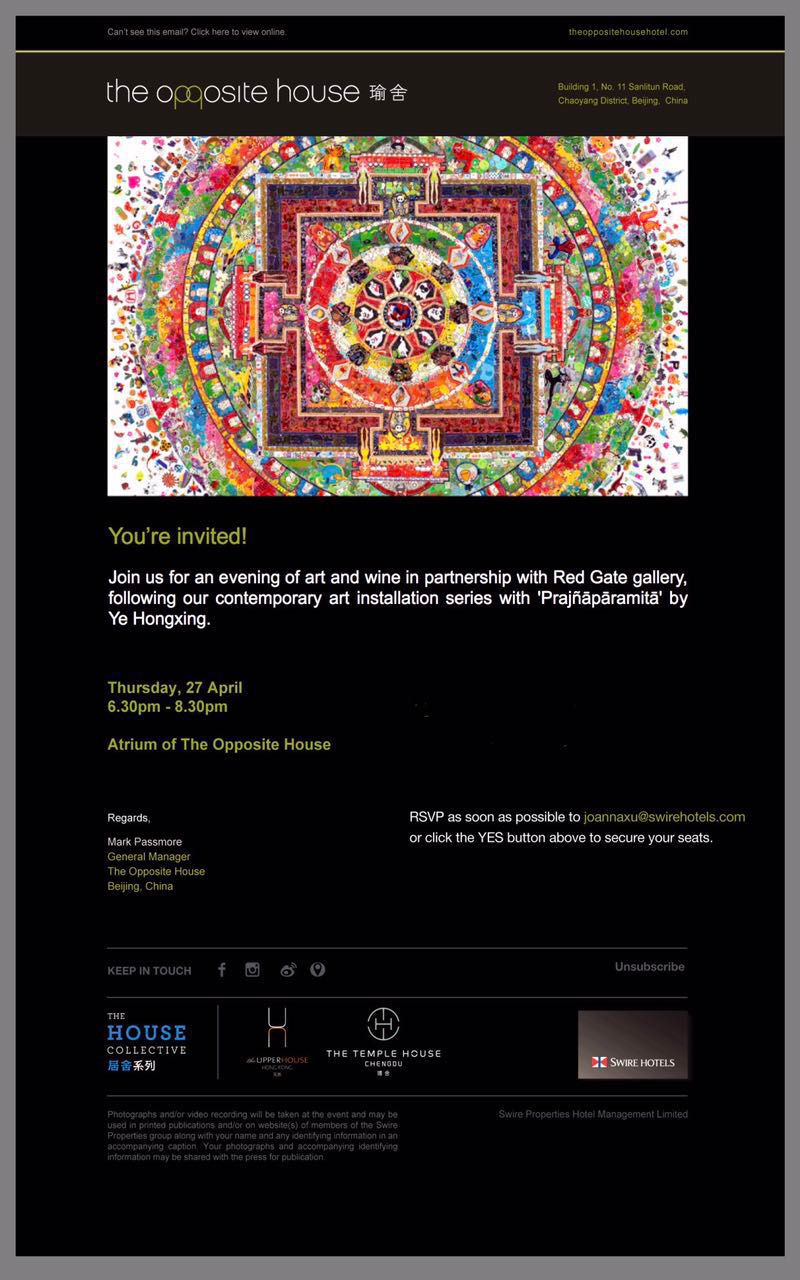 Can't see this email? Click here to view online.
theoppositehousehotel.com
the opposite house 瑜舍
Building 1, No. 11 Sanlitun Road,
Chaoyang District, Beijing, China
You're invited!
Join us for an evening of art and wine in partnership with Red Gate gallery,
following our contemporary art installation series with 'Prajñāpāramitā' by
Ye Hongxing.
Thursday, 27 April
6.30pm - 8.30pm
Atrium of The Opposite House
Regards,
Mark Passmore
General Manager
The Opposite House
Beijing, China
RSVP as soon as possible to joannaxu@swirehotels.com
or click the YES button above to secure your seats.
KEEP IN TOUCH
Unsubscribe
THE
HOUSE
COLLECTIVE
居舍系列
the UPPER HOUSE
HONG KONG
THE TEMPLE HOUSE
CHENGDU
博舍
SWIRE HOTELS
Photographs and/or video recording will be taken at the event and may be
used in printed publications and/or on website(s) of members of the Swire
Properties group along with your name and any identifying information in an
accompanying caption. Your photographs and accompanying identifying
information may be shared with the press for publication.
Swire Properties Hotel Management Limited